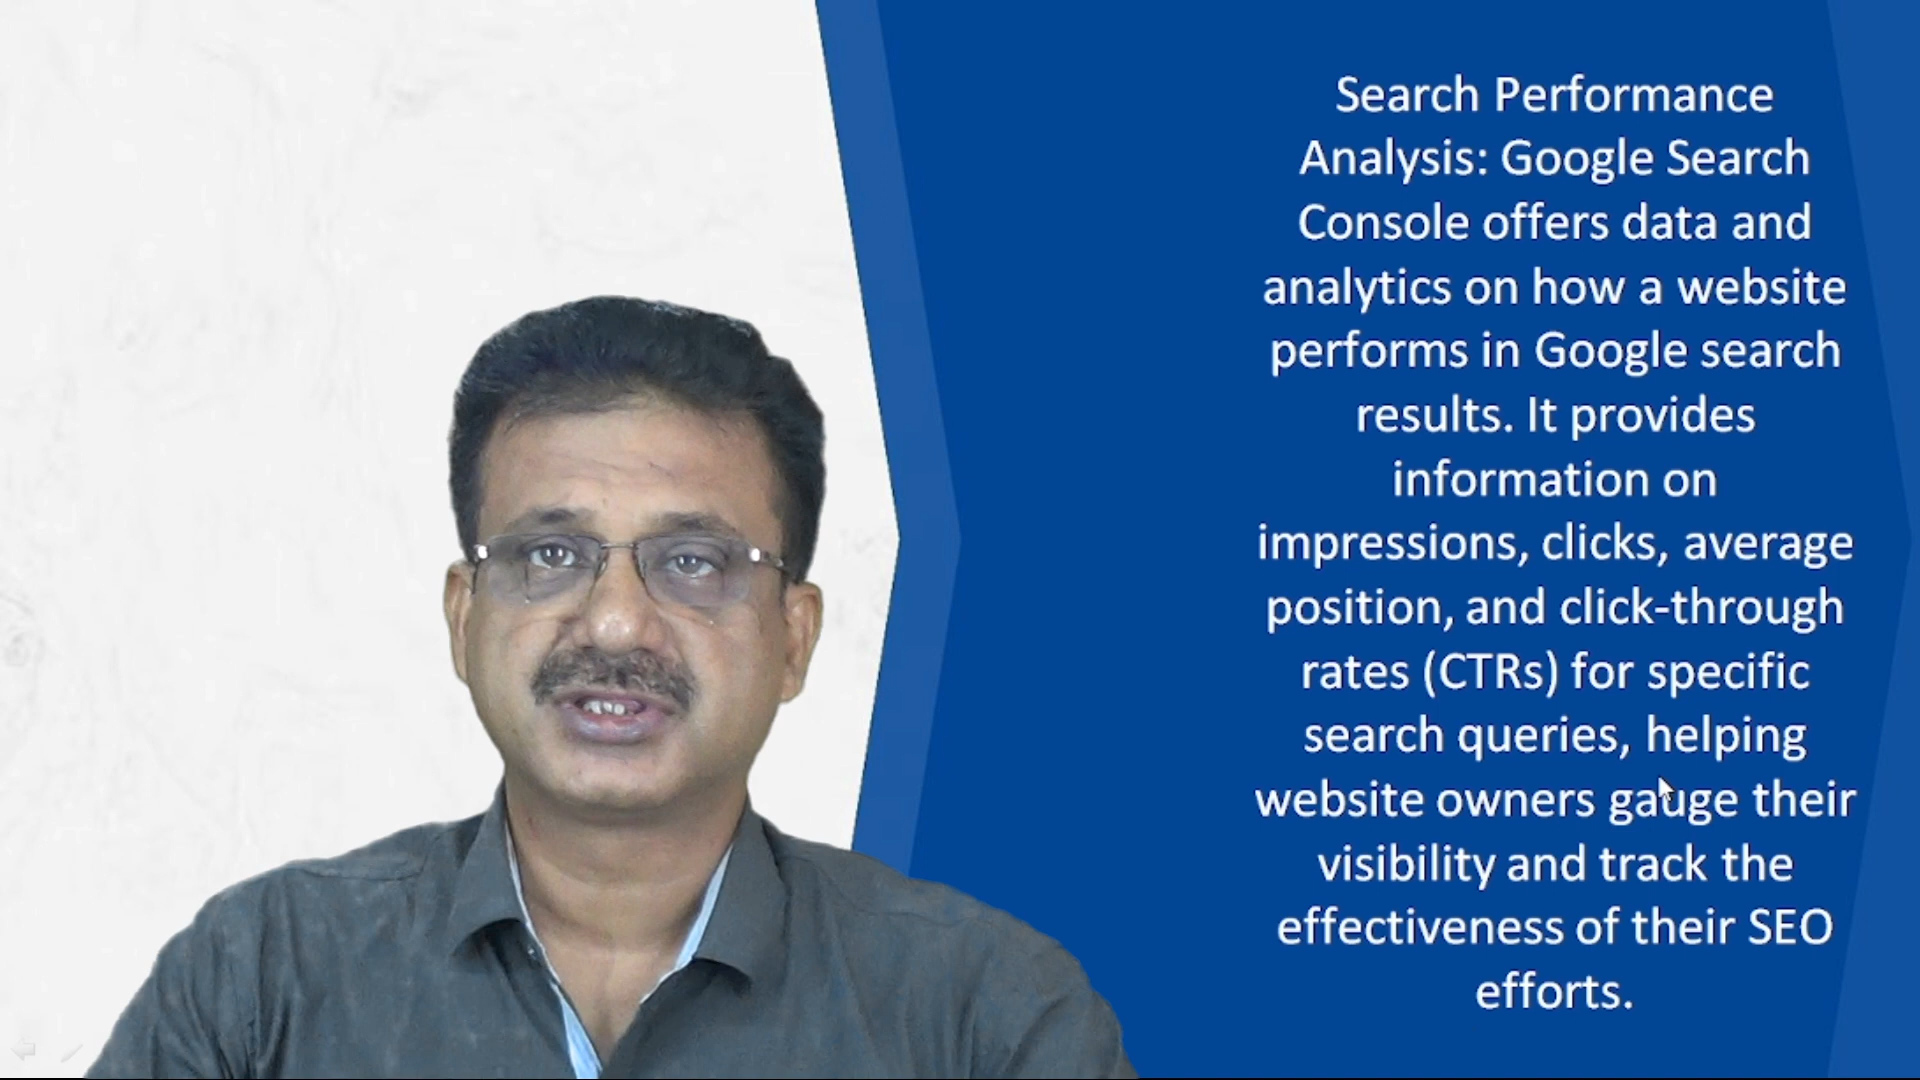 Search Performance
Analysis: Google Search
Console offers data and
analytics on how a website
performs in Google search
results. It provides
information on
impressions, clicks, average
position, and click-through
rates (CTRs) for specific
search queries, helping
website owners gauge their
visibility and track the
effectiveness of their SEO
efforts.